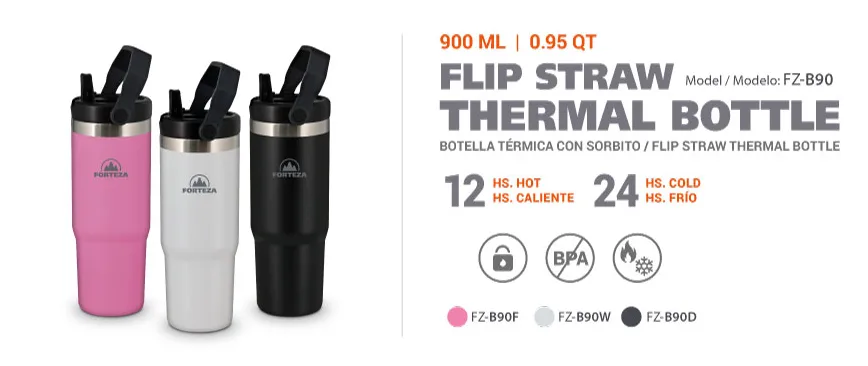 900 ML | 0.95 QT
FLIP STRAW Model / Modelo: FZ-B90
THERMAL BOTTLE
BOTELLA TÉRMICA CON SORBITO / FLIP STRAW THERMAL BOTTLE
12 HS. HOT
HS. CALIENTE
24 HS. COLD
HS. FRÍO
BPA
FZ-B90F
FZ-B90W
FZ-B90D
FORTEZA
FORTEZA
FORTEZA